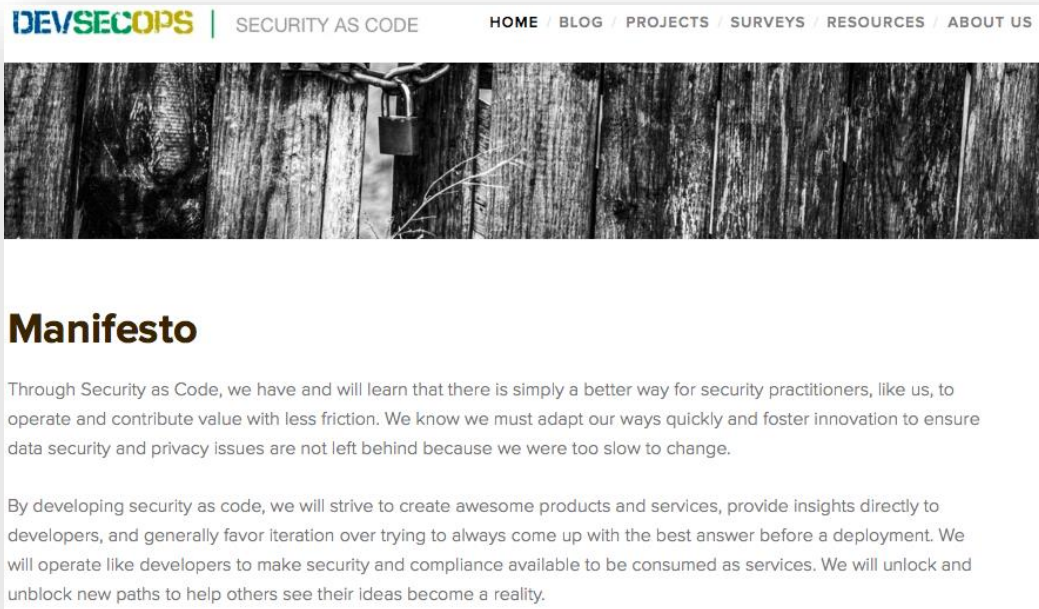 DEVSECOPS | SECURITY AS CODE HOME / BLOG / PROJECTS / SURVEYS / RESOURCES / ABOUT US
Manifesto
Through Security as Code, we have and will learn that there is simply a better way for security practitioners, like us, to
operate and contribute value with less friction. We know we must adapt our ways quickly and foster innovation to ensure
data security and privacy issues are not left behind because we were too slow to change.
By developing security as code, we will strive to create awesome products and services, provide insights directly to
developers, and generally favor iteration over trying to always come up with the best answer before a deployment. We
will operate like developers to make security and compliance available to be consumed as services. We will unlock and
unblock new paths to help others see their ideas become a reality.